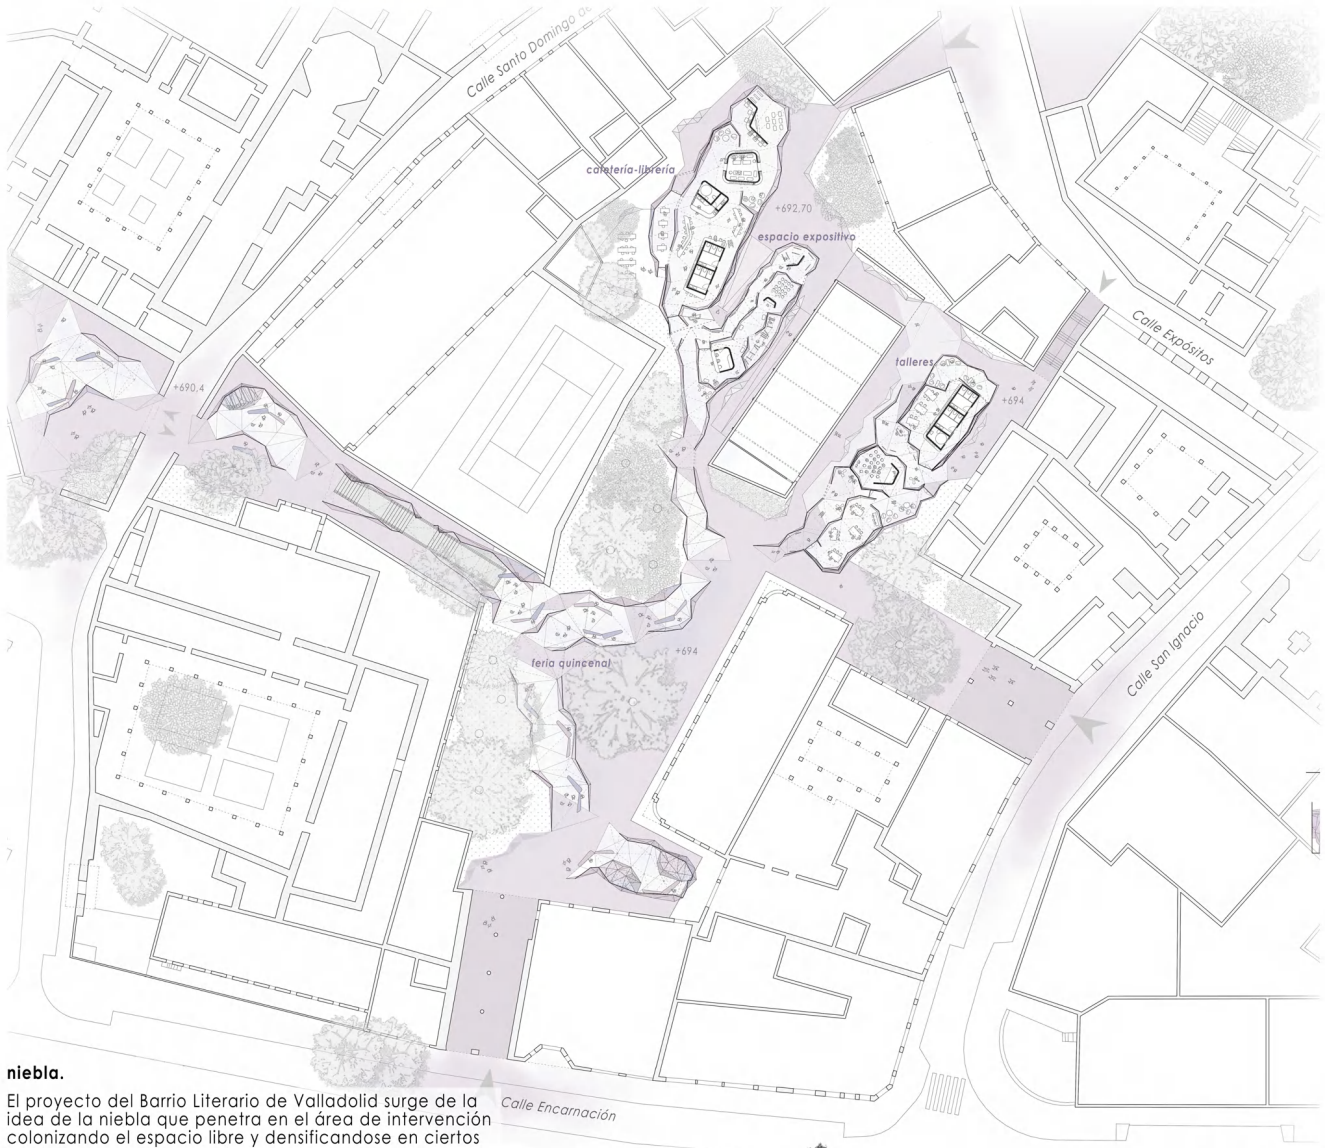 Calle Santo Domingo de
cafetería-librería
+692,70
espacio expositivo
Calle Expósitos
talleres
+690,4
+694
Calle San Ignacio
+694
feria quincenal
niebla.
El proyecto del Barrio Literario de Valladolid surge de la
idea de la niebla que penetra en el área de intervención
colonizando el espacio libre y densificandose en ciertos
Calle Encarnación